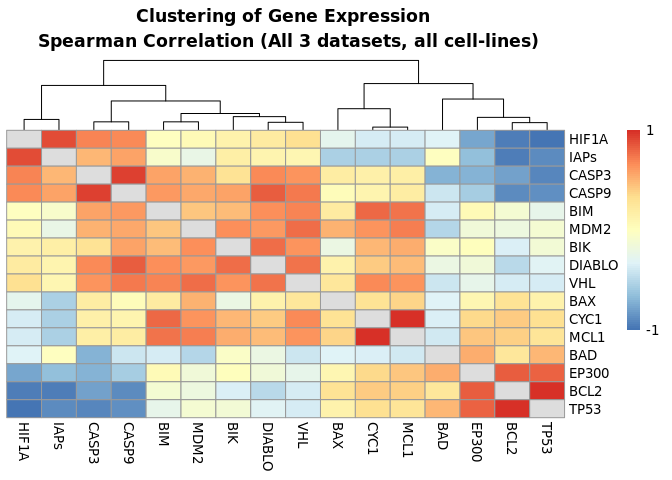 Clustering of Gene Expression
Spearman Correlation (All 3 datasets, all cell-lines)
1
-1
HIF1A
IAPs
CASP3
CASP9
BIM
MDM2
BIK
DIABLO
VHL
BAX
CYC1
MCL1
BAD
EP300
BCL2
TP53
HIF1A
IAPs
CASP3
CASP9
BIM
MDM2
BIK
DIABLO
VHL
BAX
CYC1
MCL1
BAD
EP300
BCL2
TP53